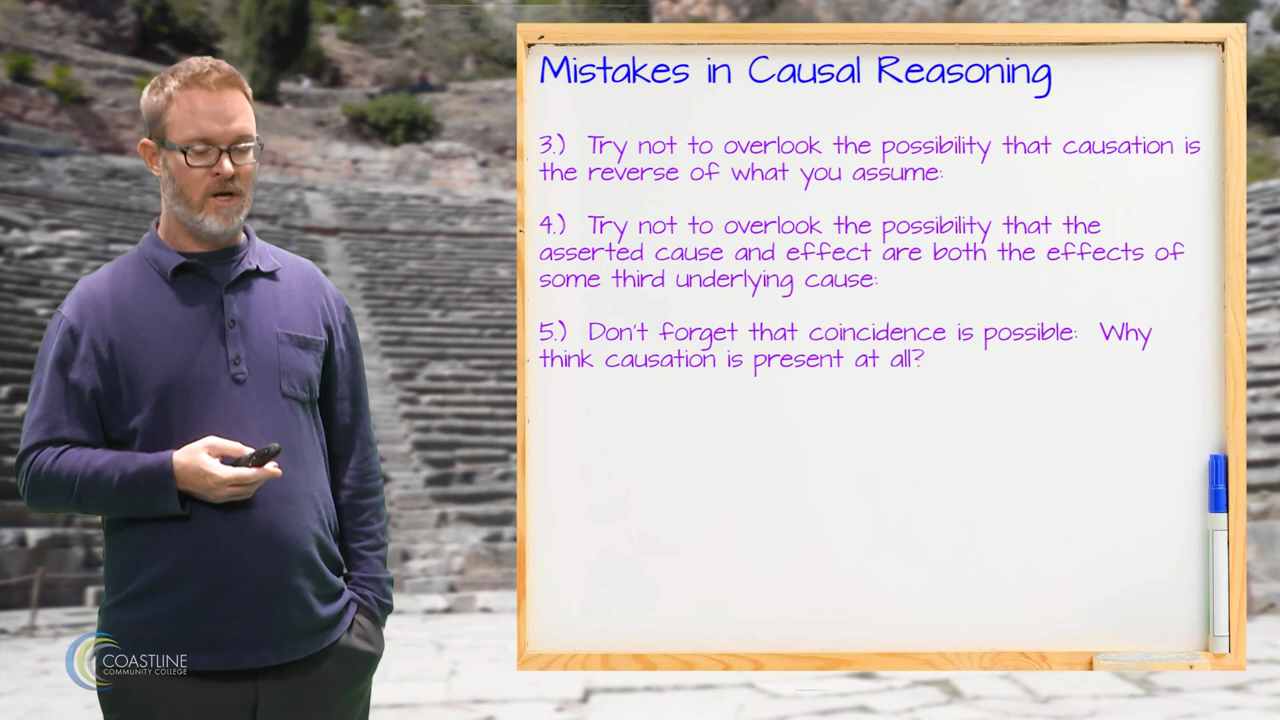 Mistakes in Causal Reasoning
3.) Try not to overlook the possibility that causation is
the reverse of what you assume:
4.) Try not to overlook the possibility that the
asserted cause and effect are both the effects of
some third underlying cause:
5.) Don't forget that coincidence is possible: Why
think causation is present at all?
COASTLINE
COMMUNITY COLLEGE